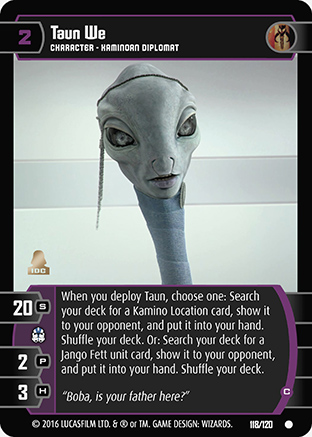 2
Taun We
CHARACTER - KAMINOAN DIPLOMAT
IDC
20 S
2 P
3 H
When you deploy Taun, choose one: Search
your deck for a Kamino Location card, show it
to your opponent, and put it into your hand.
Shuffle your deck. Or: Search your deck for a
Jango Fett unit card, show it to your opponent,
and put it into your hand. Shuffle your deck.
"Boba, is your father here?"
C
© 2016 LUCASFILM LTD. & ® or TM. GAME DESIGN: WIZARDS.
118/120